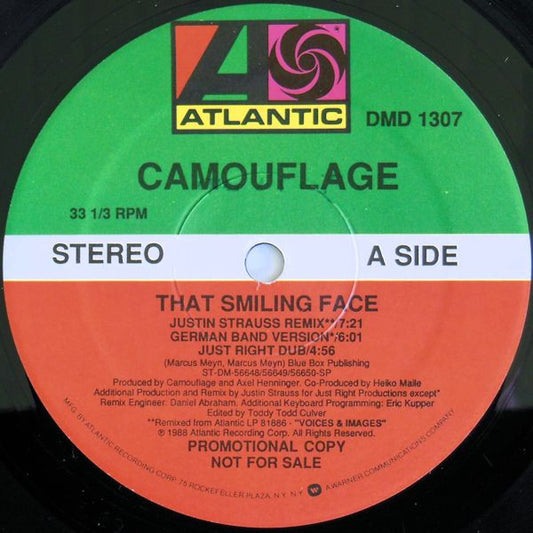 ATLANTIC
DMD 1307
CAMOUFLAGE
33 1/3 RPM
STEREO
A SIDE
THAT SMILING FACE
JUSTIN STRAUSS REMIX**/7:21
GERMAN BAND VERSION*/6:01
JUST RIGHT DUB/4:56
(Marcus Meyn, Marcus Meyn) Blue Box Publishing
ST-DM-56648/56649/56650-SP
Produced by Camouflage and Axel Henninger. Co-Produced by Heiko Maile
Additional Production and Remix by Justin Strauss for Just Right Productions except*
Remix Engineer: Daniel Abraham. Additional Keyboard Programming: Eric Kupper
Edited by Toddy Todd Culver
**Remixed from Atlantic LP 81886 - "VOICES & IMAGES"
℗ 1988 Atlantic Recording Corp. All Rights Reserved.
PROMOTIONAL COPY
NOT FOR SALE
MFG. BY ATLANTIC RECORDING CORP., 75 ROCKEFELLER PLAZA, N.Y. N.Y. A WARNER COMMUNICATIONS COMPANY